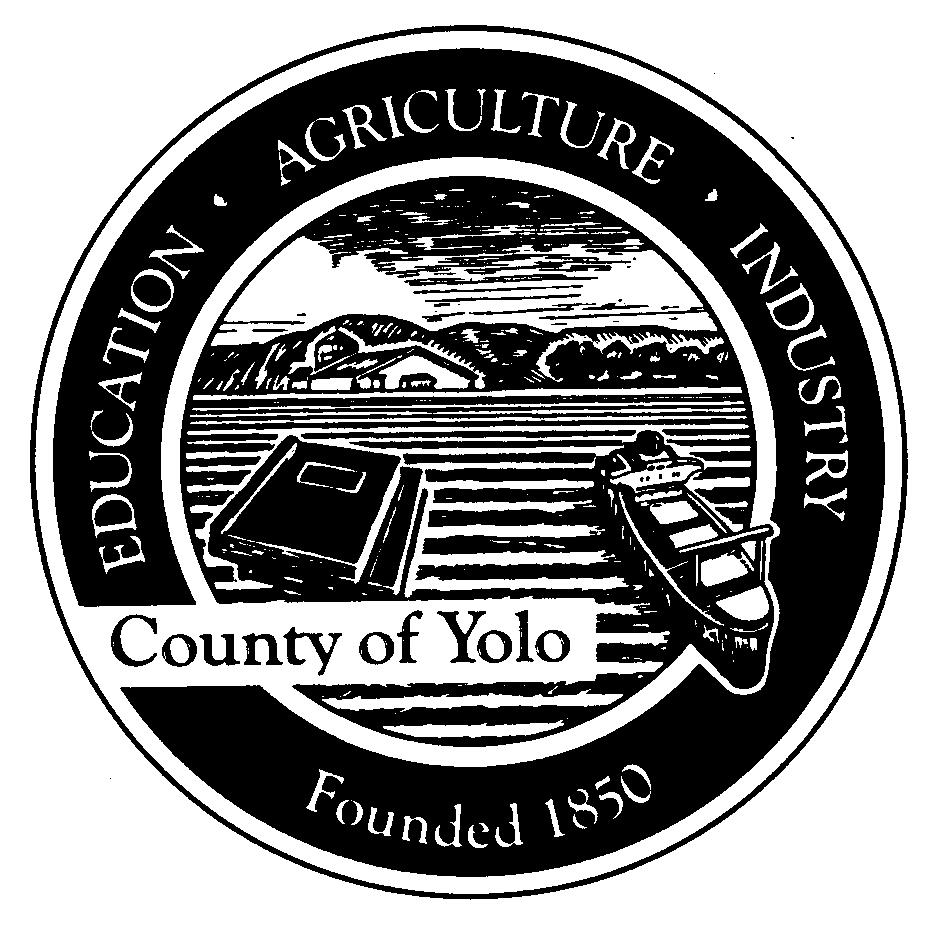 EDUCATION • AGRICULTURE • INDUSTRY
County of Yolo
Founded 1850